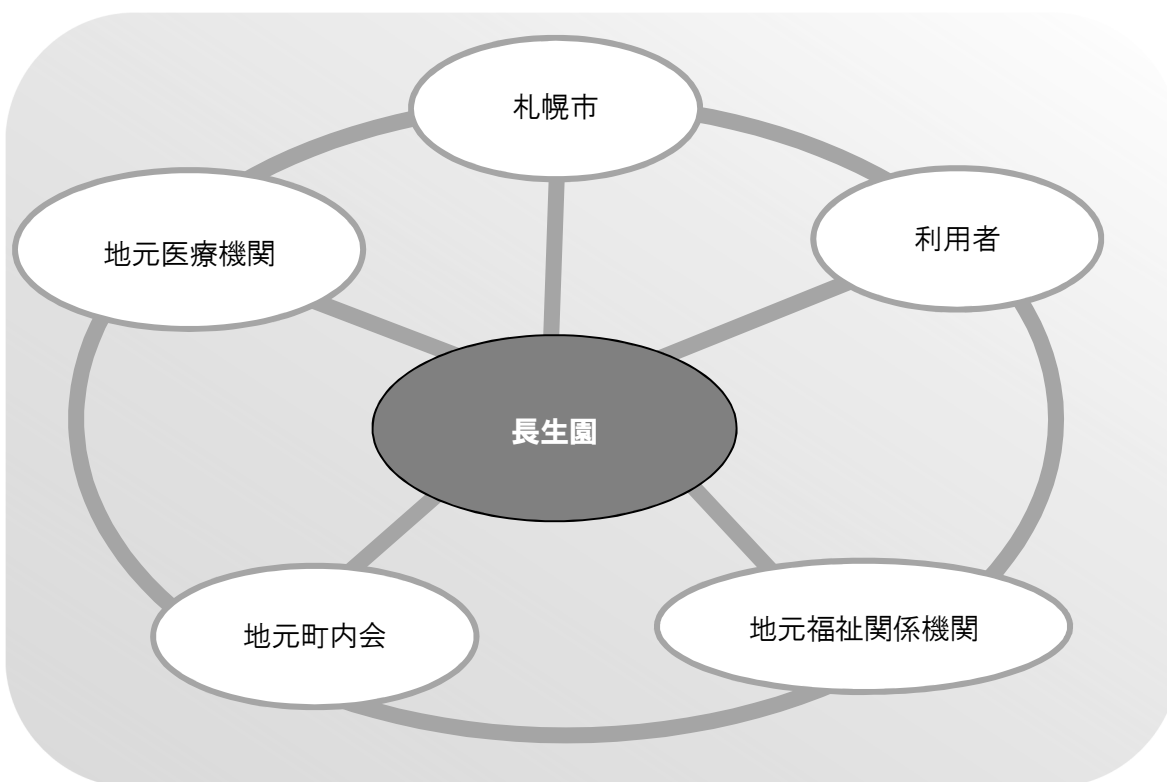 札幌市
地元医療機関
利用者
長生園
地元町内会
地元福祉関係機関